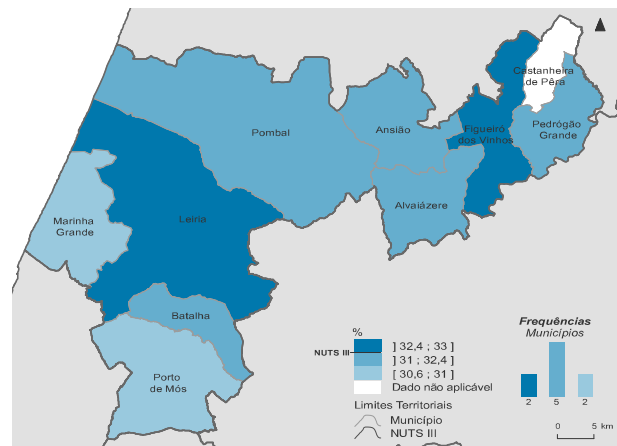 Castanheira
de Pêra
Pombal
Ansião
Figueiró
dos Vinhos
Pedrógão
Grande
Marinha
Grande
Leiria
Alvaiázere
Batalha
Porto
de Mós
%
NUTS III
] 32,4 ; 33 ]
] 31 ; 32,4 ]
[ 30,6 ; 31 ]
Dado não aplicável
Limites Territoriais
Município
NUTS III
Frequências
Municípios
2 5 2
0 5 km